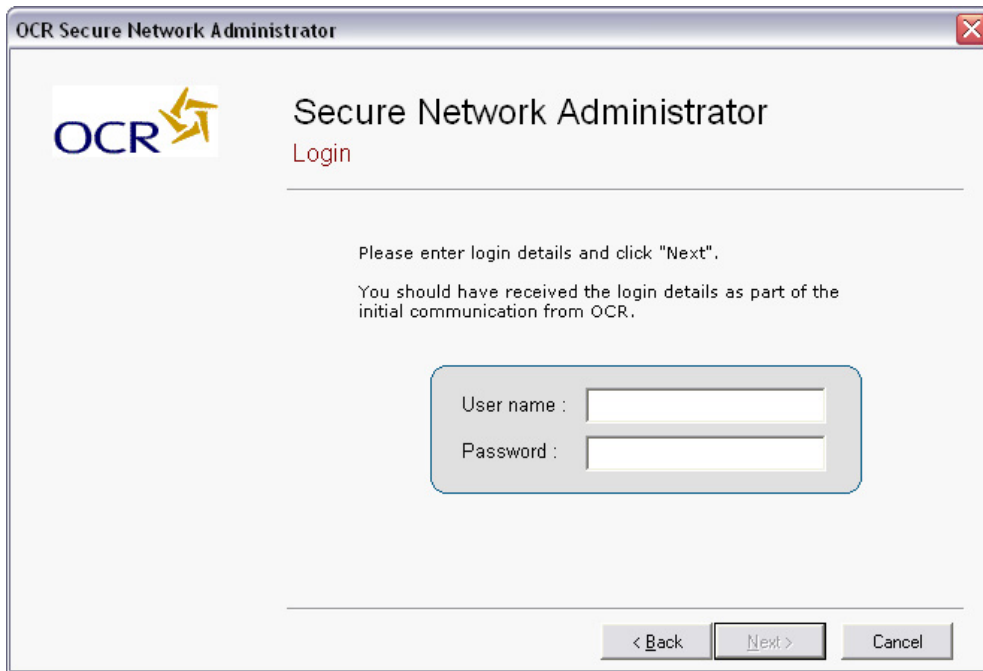 OCR Secure Network Administrator
OCR
Secure Network Administrator
Login
Please enter login details and click "Next".
You should have received the login details as part of the
initial communication from OCR.
User name :
Password :
< Back
Next >
Cancel